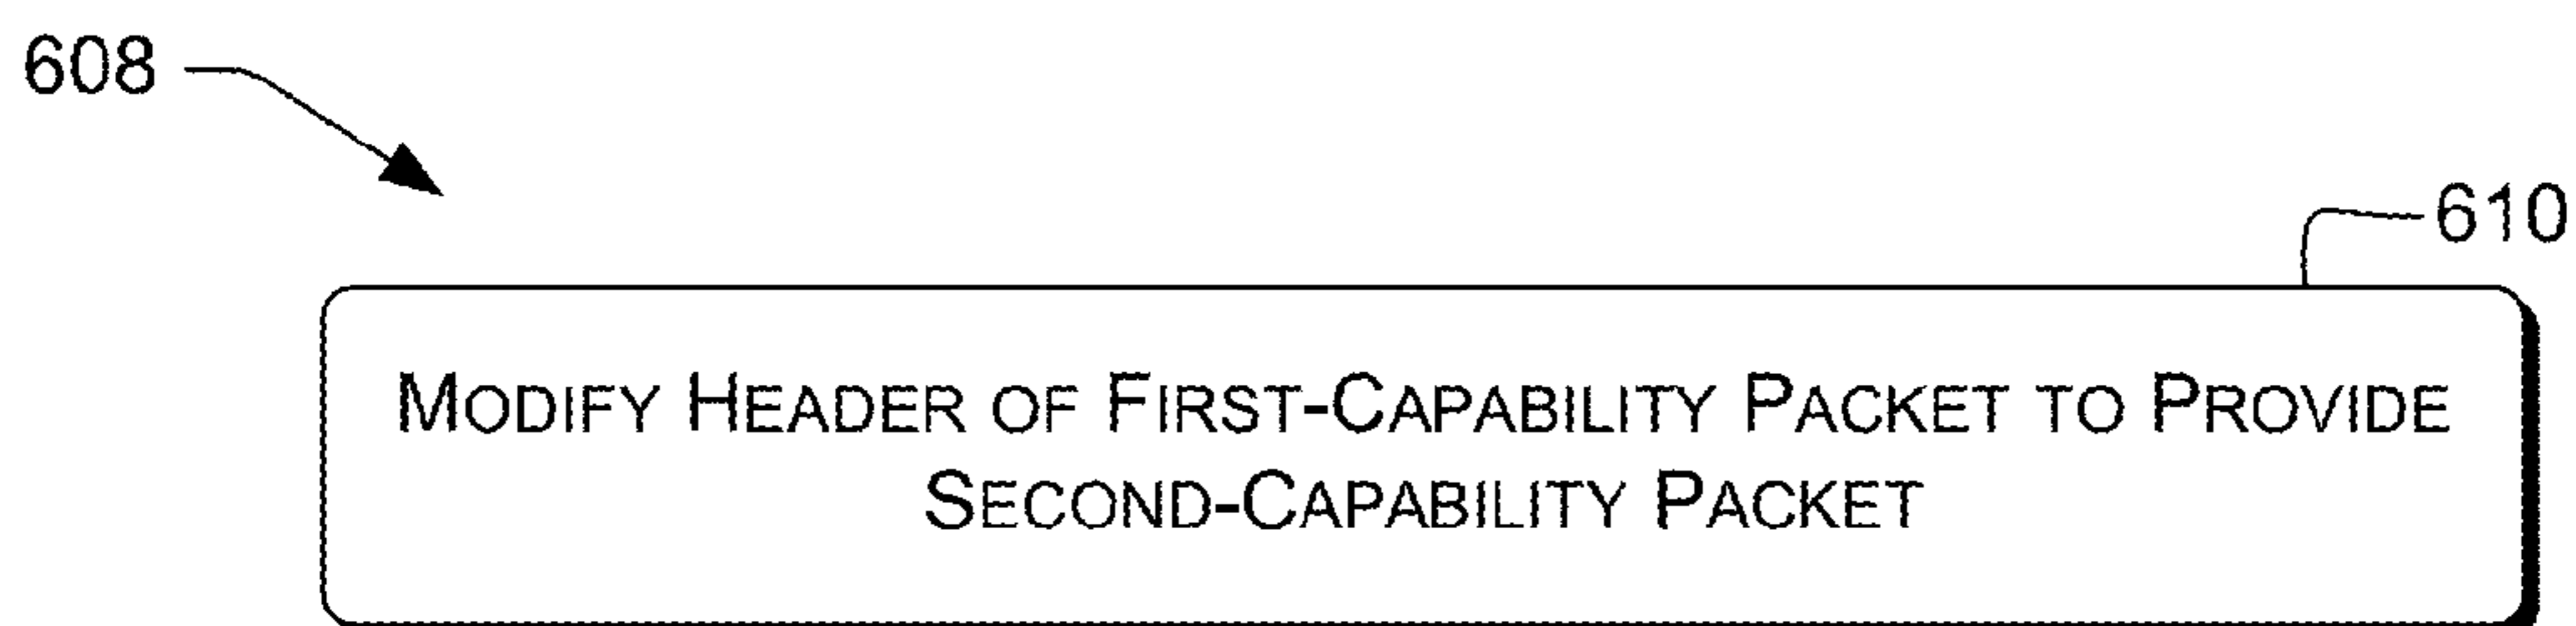 608
610
MODIFY HEADER OF FIRST-CAPABILITY PACKET TO PROVIDE
SECOND-CAPABILITY PACKET